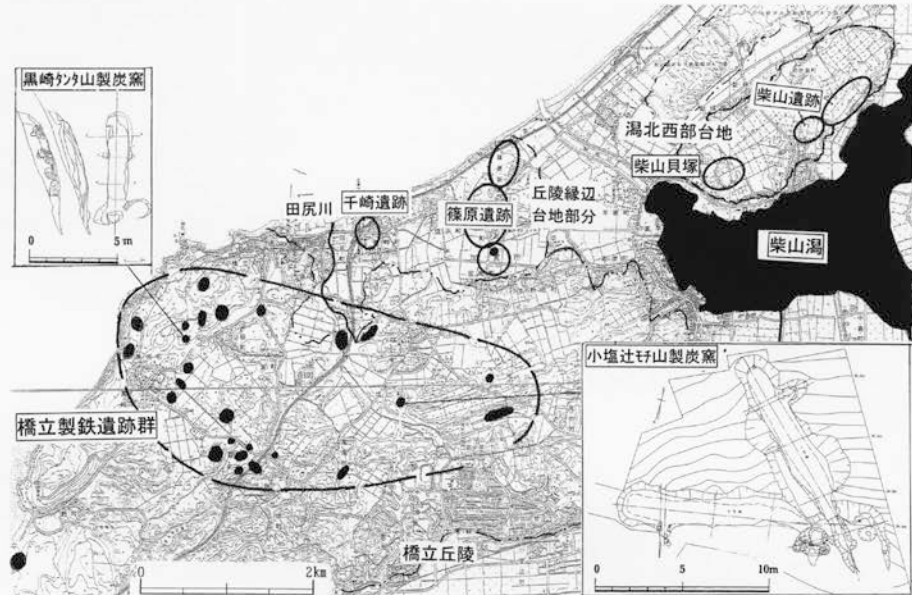 黒崎タンタ山製炭窯
0
5m
柴山遺跡
潟北西部台地
柴山貝塚
田尻川
千崎遺跡
篠原遺跡
丘陵縁辺
台地部分
柴山潟
橋立製鉄遺跡群
小塩辻モチ山製炭窯
橋立丘陵
0
2km
0
5
10m